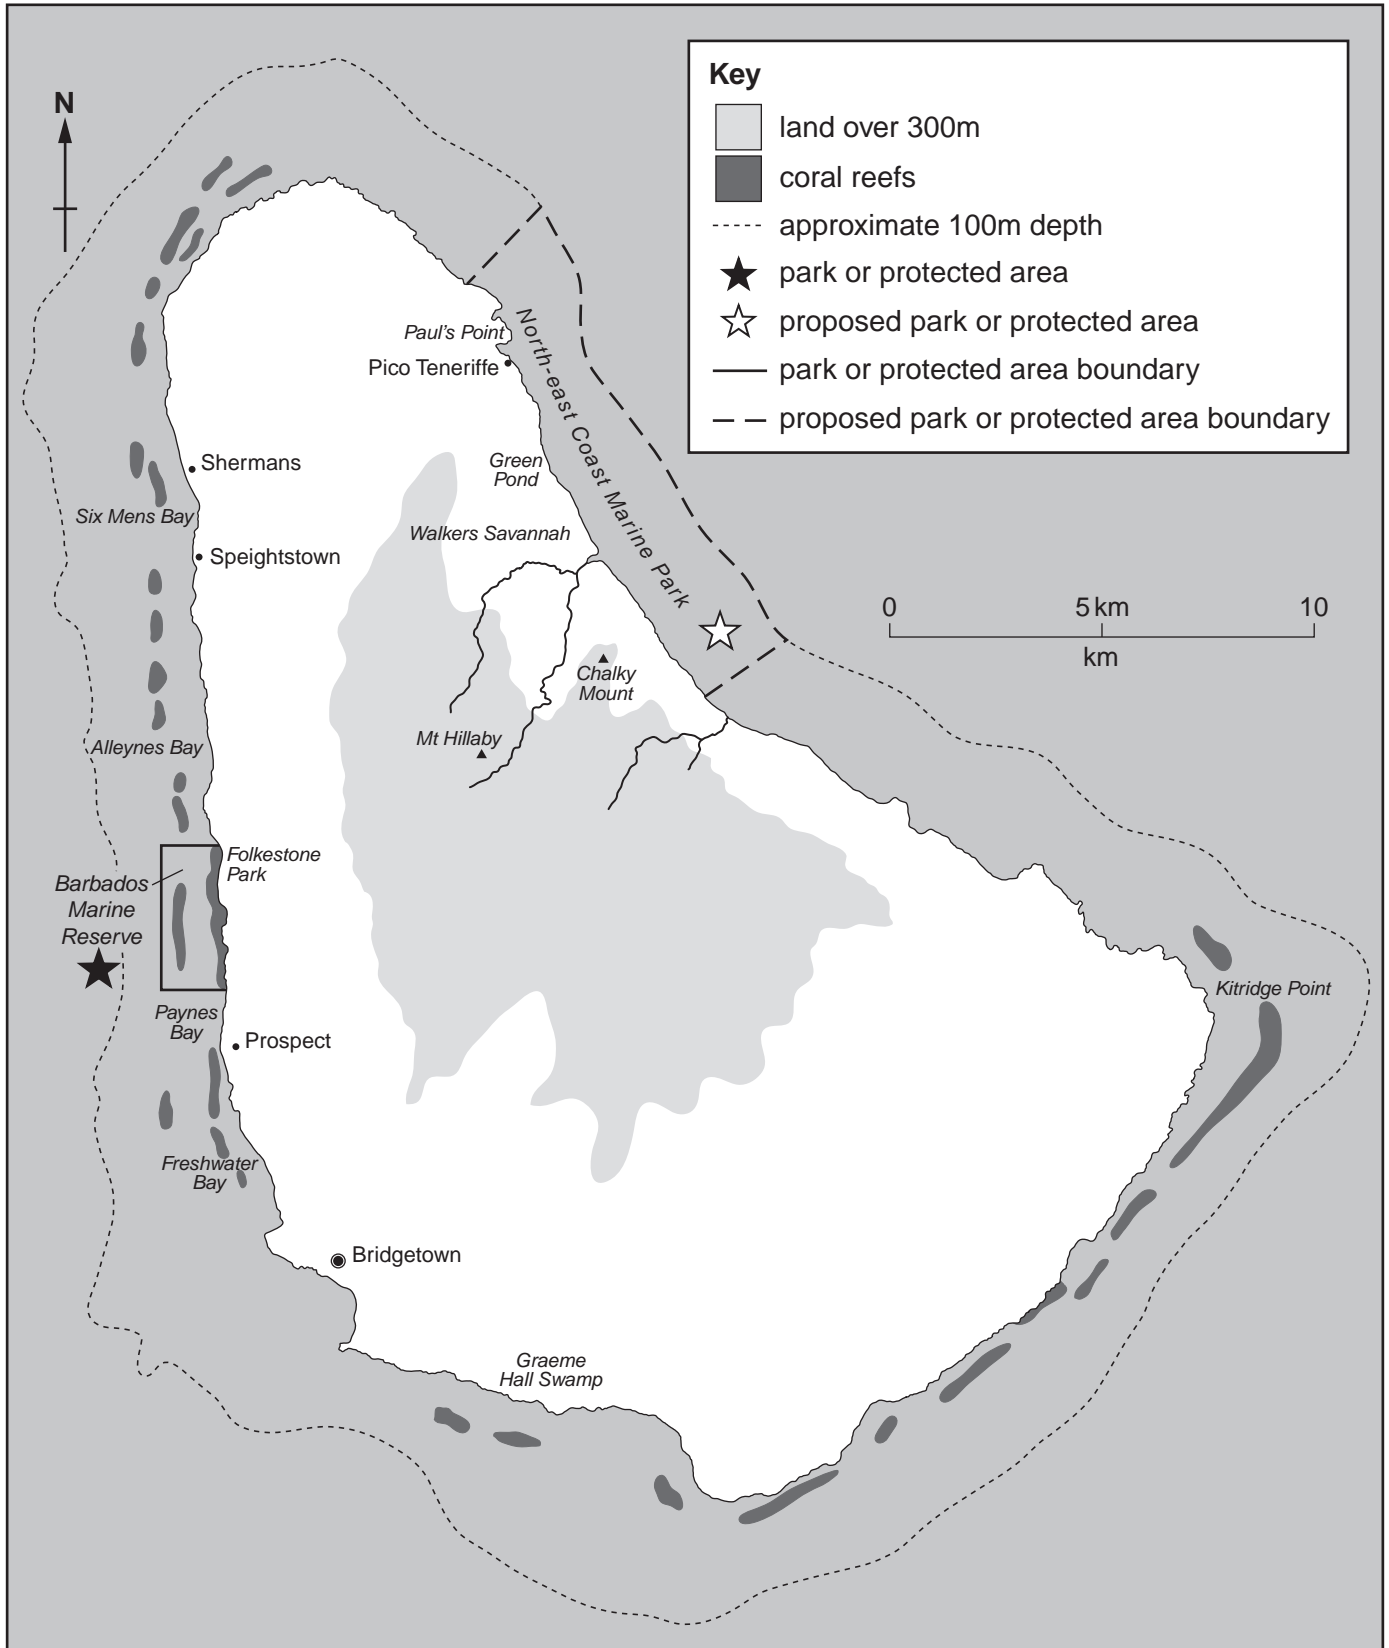 Key
land over 300m
coral reefs
approximate 100m depth
park or protected area
proposed park or protected area
park or protected area boundary
proposed park or protected area boundary
N
Paul's Point
Pico Teneriffe
North-east Coast Marine Park
Shermans
Green
Pond
Six Mens Bay
Walkers Savannah
Speightstown
0
5 km
10
km
Chalky
Mount
Mt Hillaby
Alleynes Bay
Folkestone
Park
Barbados
Marine
Reserve
Kitridge Point
Paynes
Bay
Prospect
Freshwater
Bay
Bridgetown
Graeme
Hall Swamp